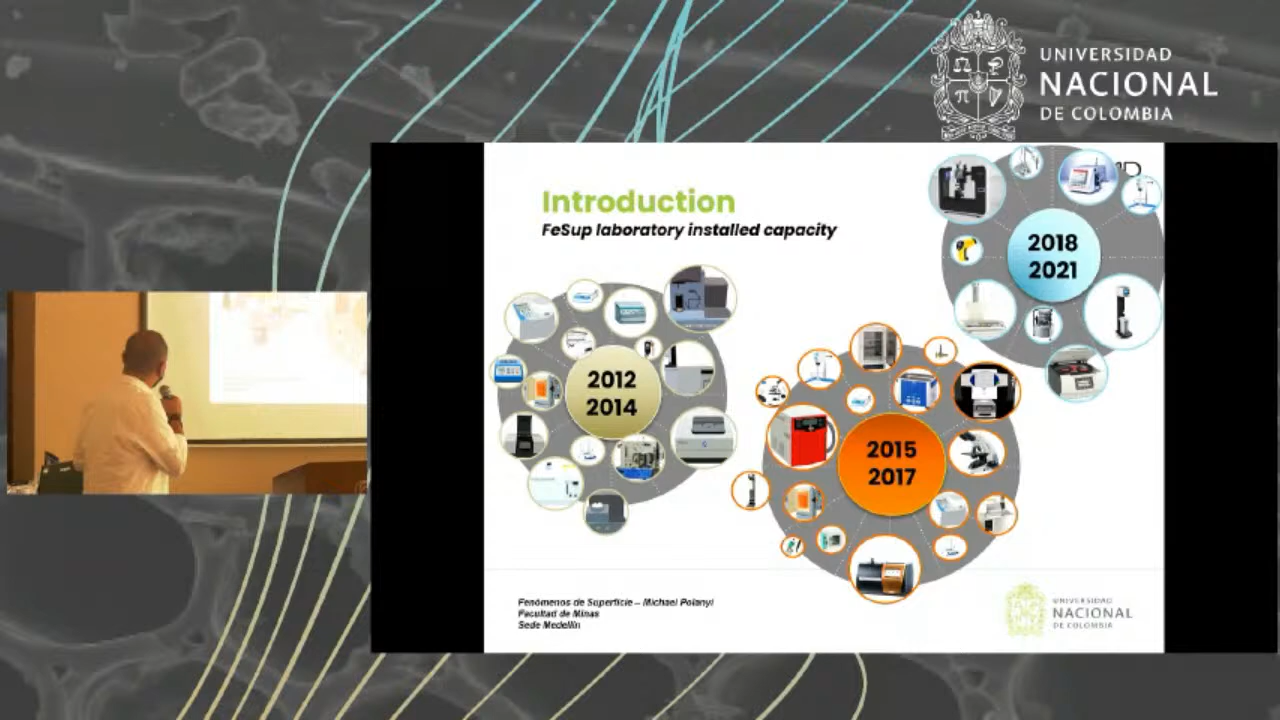 UNIVERSIDAD
NACIONAL
DE COLOMBIA
Introduction
FeSup laboratory installed capacity
2018
2021
2012
2014
2015
2017
Fenómenos de Superficie – Michael Polanyi
Facultad de Minas
Sede Medellín
UNIVERSIDAD
NACIONAL
DE COLOMBIA